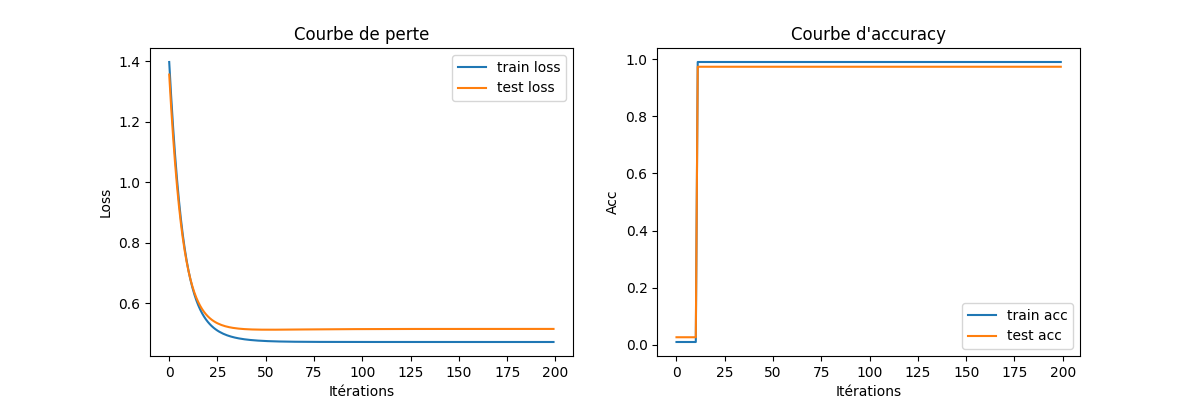 Courbe de perte
1.4
1.2
1.0
0.8
0.6
Loss
train loss
test loss
0 25 50 75 100 125 150 175 200
Itérations
Courbe d'accuracy
1.0
0.8
0.6
0.4
0.2
0.0
Acc
train acc
test acc
0 25 50 75 100 125 150 175 200
Itérations